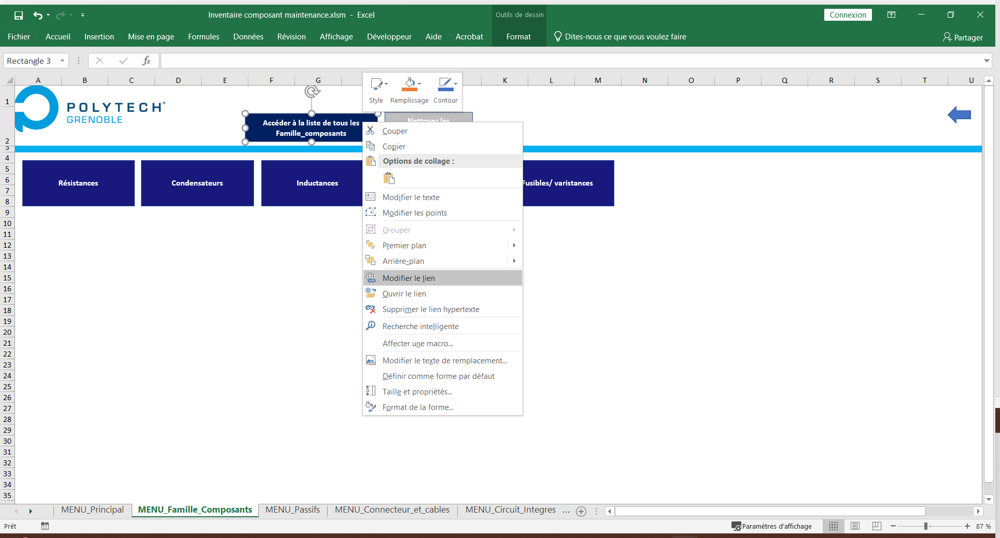 Inventaire composant maintenance.xlsm - Excel
Outils de dessin
Connexion
Fichier Accueil Insertion Mise en page Formules Données Révision Affichage Développeur Aide Acrobat Format Dites-nous ce que vous voulez faire Partager
Rectangle 3 fx
A B C D E F G K L M N O P Q R S T U
Style Remplissage Contour
1
POLYTECH°
GRENOBLE
Accéder à la liste de tous les
Famille_composants
Nettoyer les
2
3
4
5
6
7
8
9
10
11
12
13
14
15
16
17
18
19
20
21
22
23
24
25
26
27
28
29
30
31
32
33
34
35
Résistances Condensateurs Inductances Fusibles/ varistances
Couper
Copier
Options de collage :
Modifier le texte
Modifier les points
Grouper
Premier plan
Arrière-plan
Modifier le lien
Ouvrir le lien
Supprimer le lien hypertexte
Recherche intelligente
Affecter une macro...
Modifier le texte de remplacement...
Définir comme forme par défaut
Taille et propriétés...
Format de la forme...
MENU_Principal MENU_Famille_Composants MENU_Passifs MENU_Connecteur_et_cables MENU_Circuit_Integres ...
Prêt Paramètres d'affichage 87 %